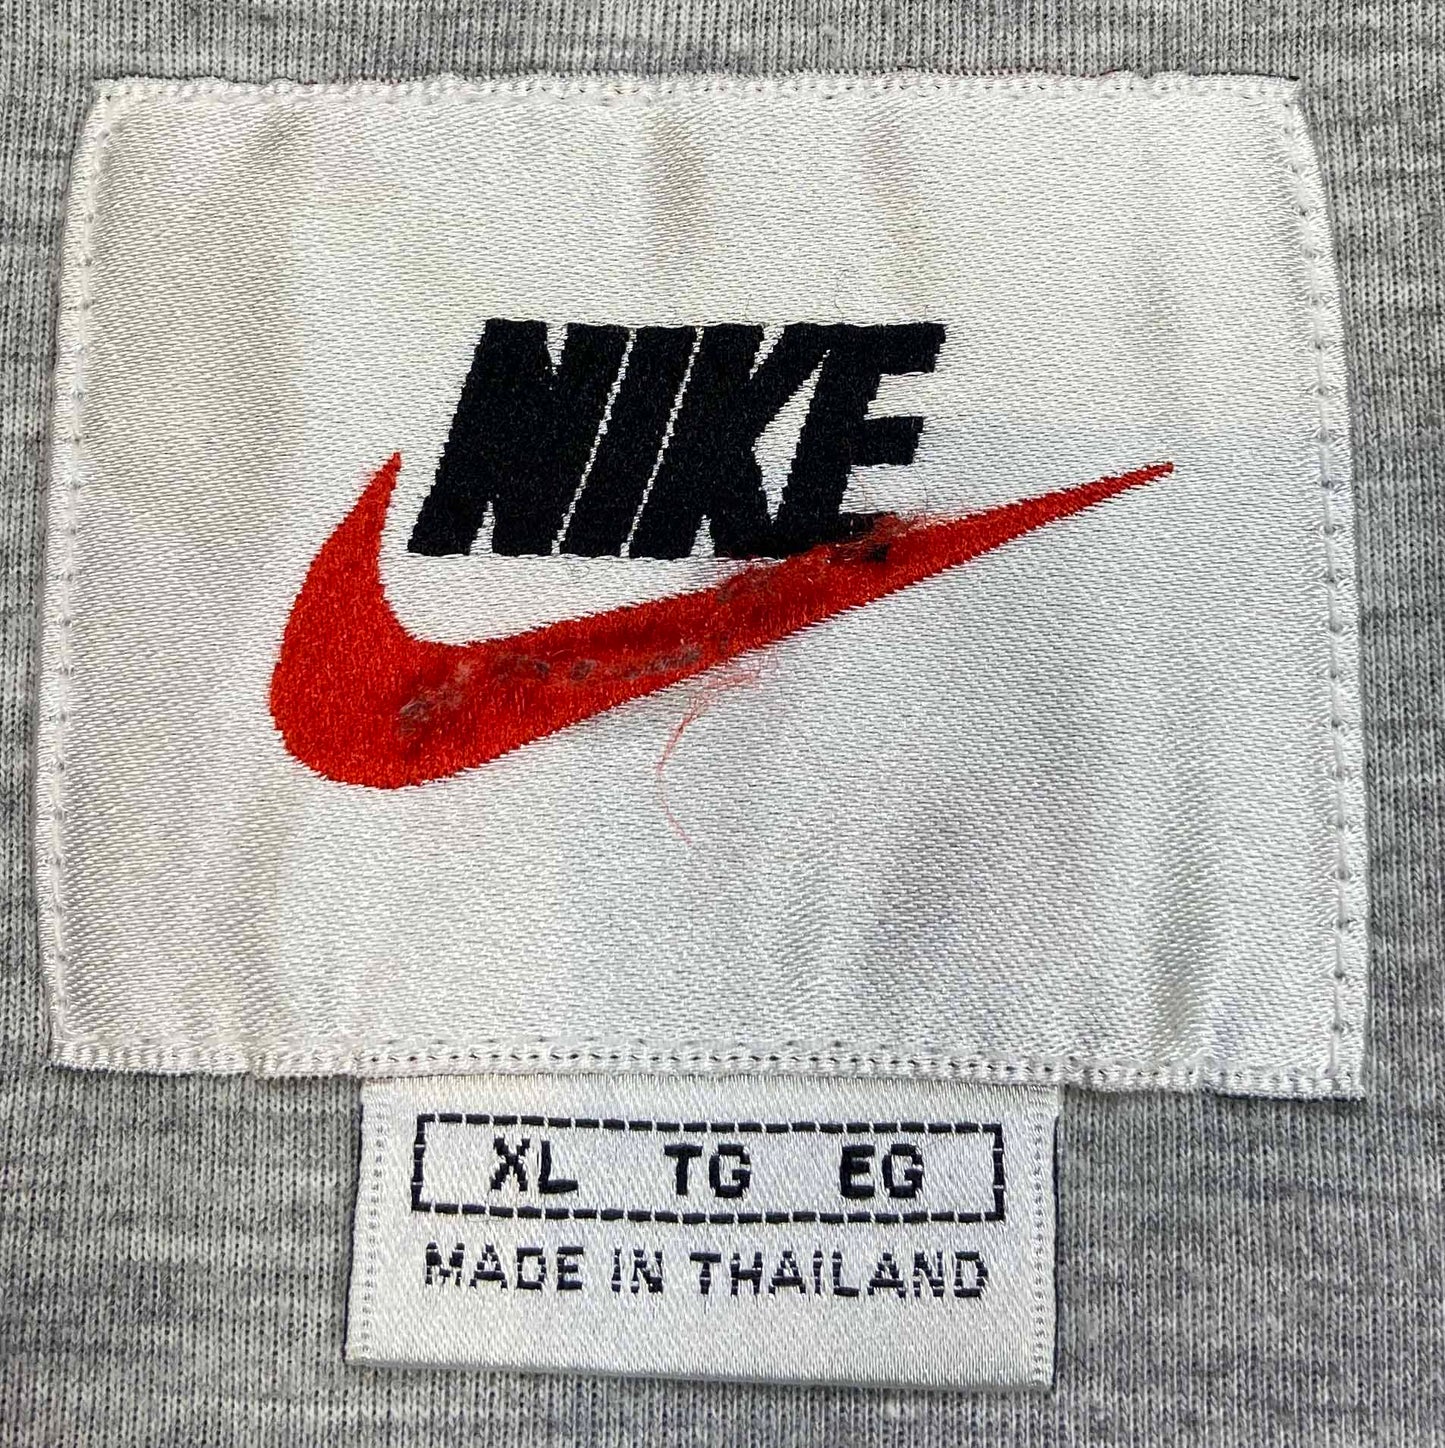 NIKE
XL TG EG
MADE IN THAILAND